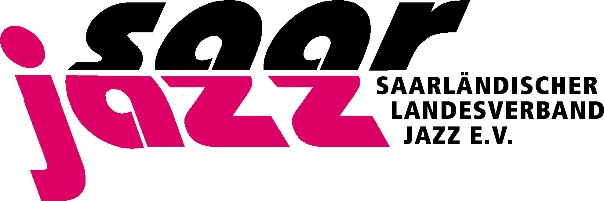 saar
jazz
SAARLÄNDISCHER
LANDESVERBAND
JAZZ E.V.